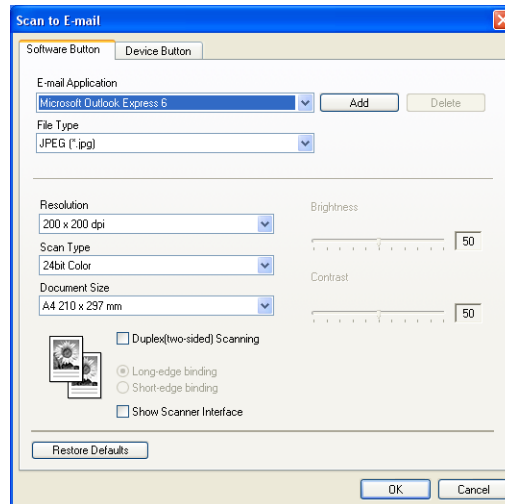 Scan to E-mail
Software Button Device Button
E-mail Application
Microsoft Outlook Express 6 Add Delete
File Type
JPEG (*.jpg)
Resolution Brightness
200 x 200 dpi
50
Scan Type
24bit Color
Contrast
Document Size
A4 210 x 297 mm
50
Duplex(two-sided) Scanning
Long-edge binding
Short-edge binding
Show Scanner Interface
Restore Defaults
OK Cancel